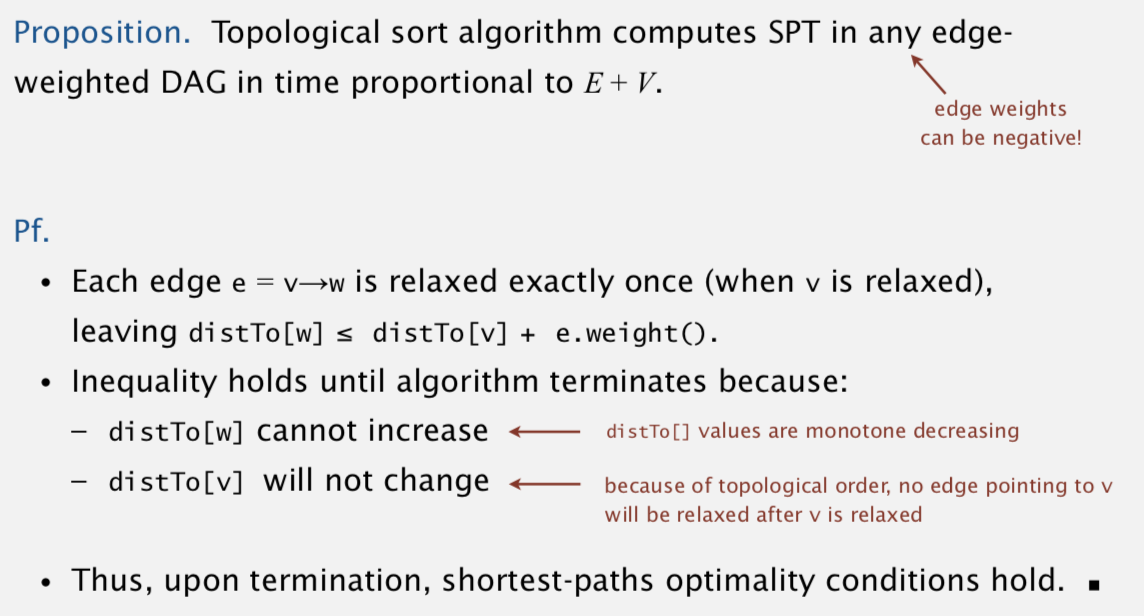 Proposition. Topological sort algorithm computes SPT in any edge-
weighted DAG in time proportional to E + V.
edge weights
can be negative!
Pf.
• Each edge e = v→w is relaxed exactly once (when v is relaxed),
leaving distTo[w] ≤ distTo[v] + e.weight().
• Inequality holds until algorithm terminates because:
– distTo[w] cannot increase
distTo[] values are monotone decreasing
– distTo[v] will not change
because of topological order, no edge pointing to v
will be relaxed after v is relaxed
• Thus, upon termination, shortest-paths optimality conditions hold. ▪